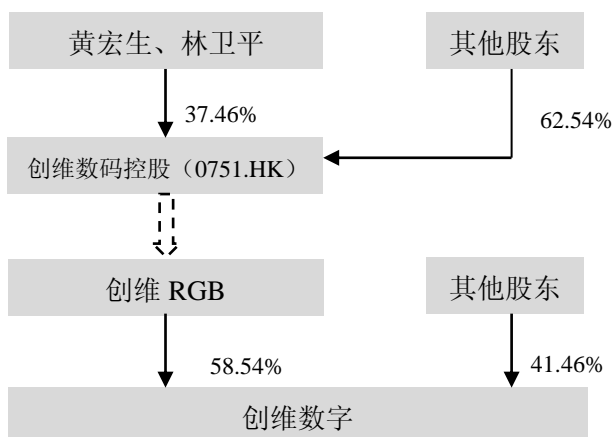 黄宏生、林卫平
其他股东
37.46%
62.54%
创维数码控股（0751.HK）
创维 RGB
其他股东
58.54%
41.46%
创维数字